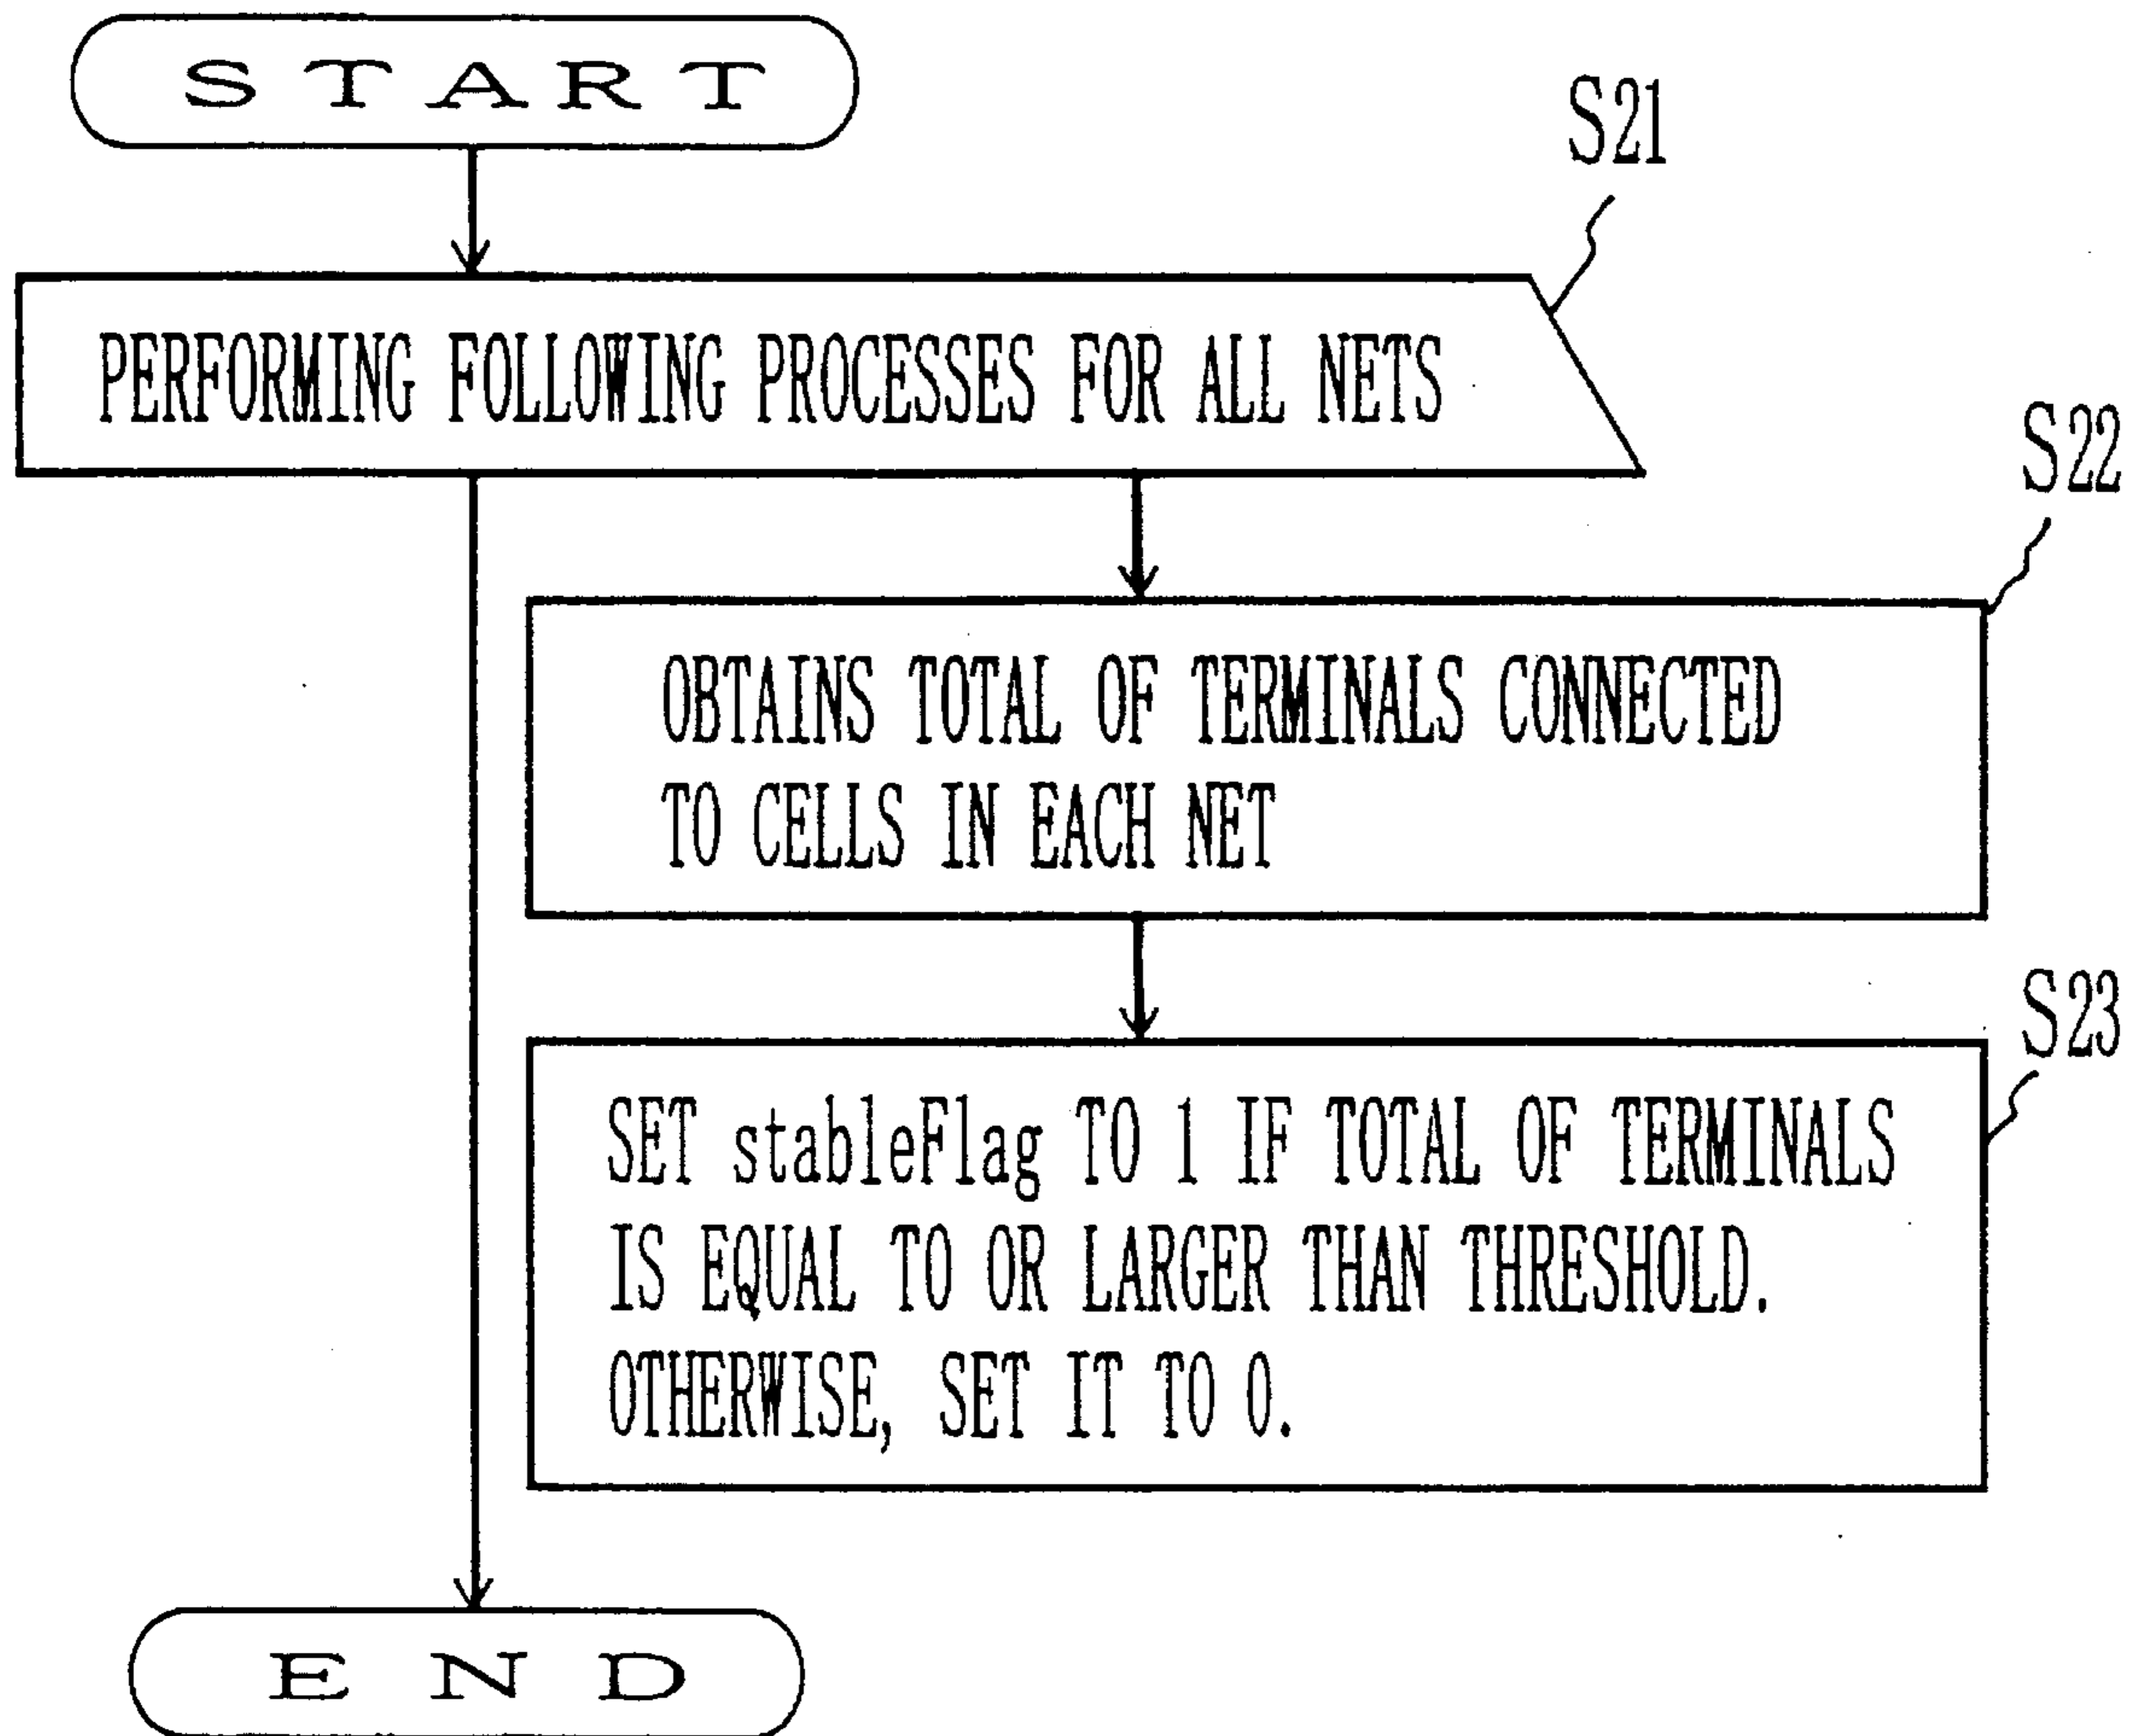 START
S21
PERFORMING FOLLOWING PROCESSES FOR ALL NETS
S22
OBTAINS TOTAL OF TERMINALS CONNECTED
TO CELLS IN EACH NET
S23
SET stableFlag TO 1 IF TOTAL OF TERMINALS
IS EQUAL TO OR LARGER THAN THRESHOLD.
OTHERWISE, SET IT TO 0.
END